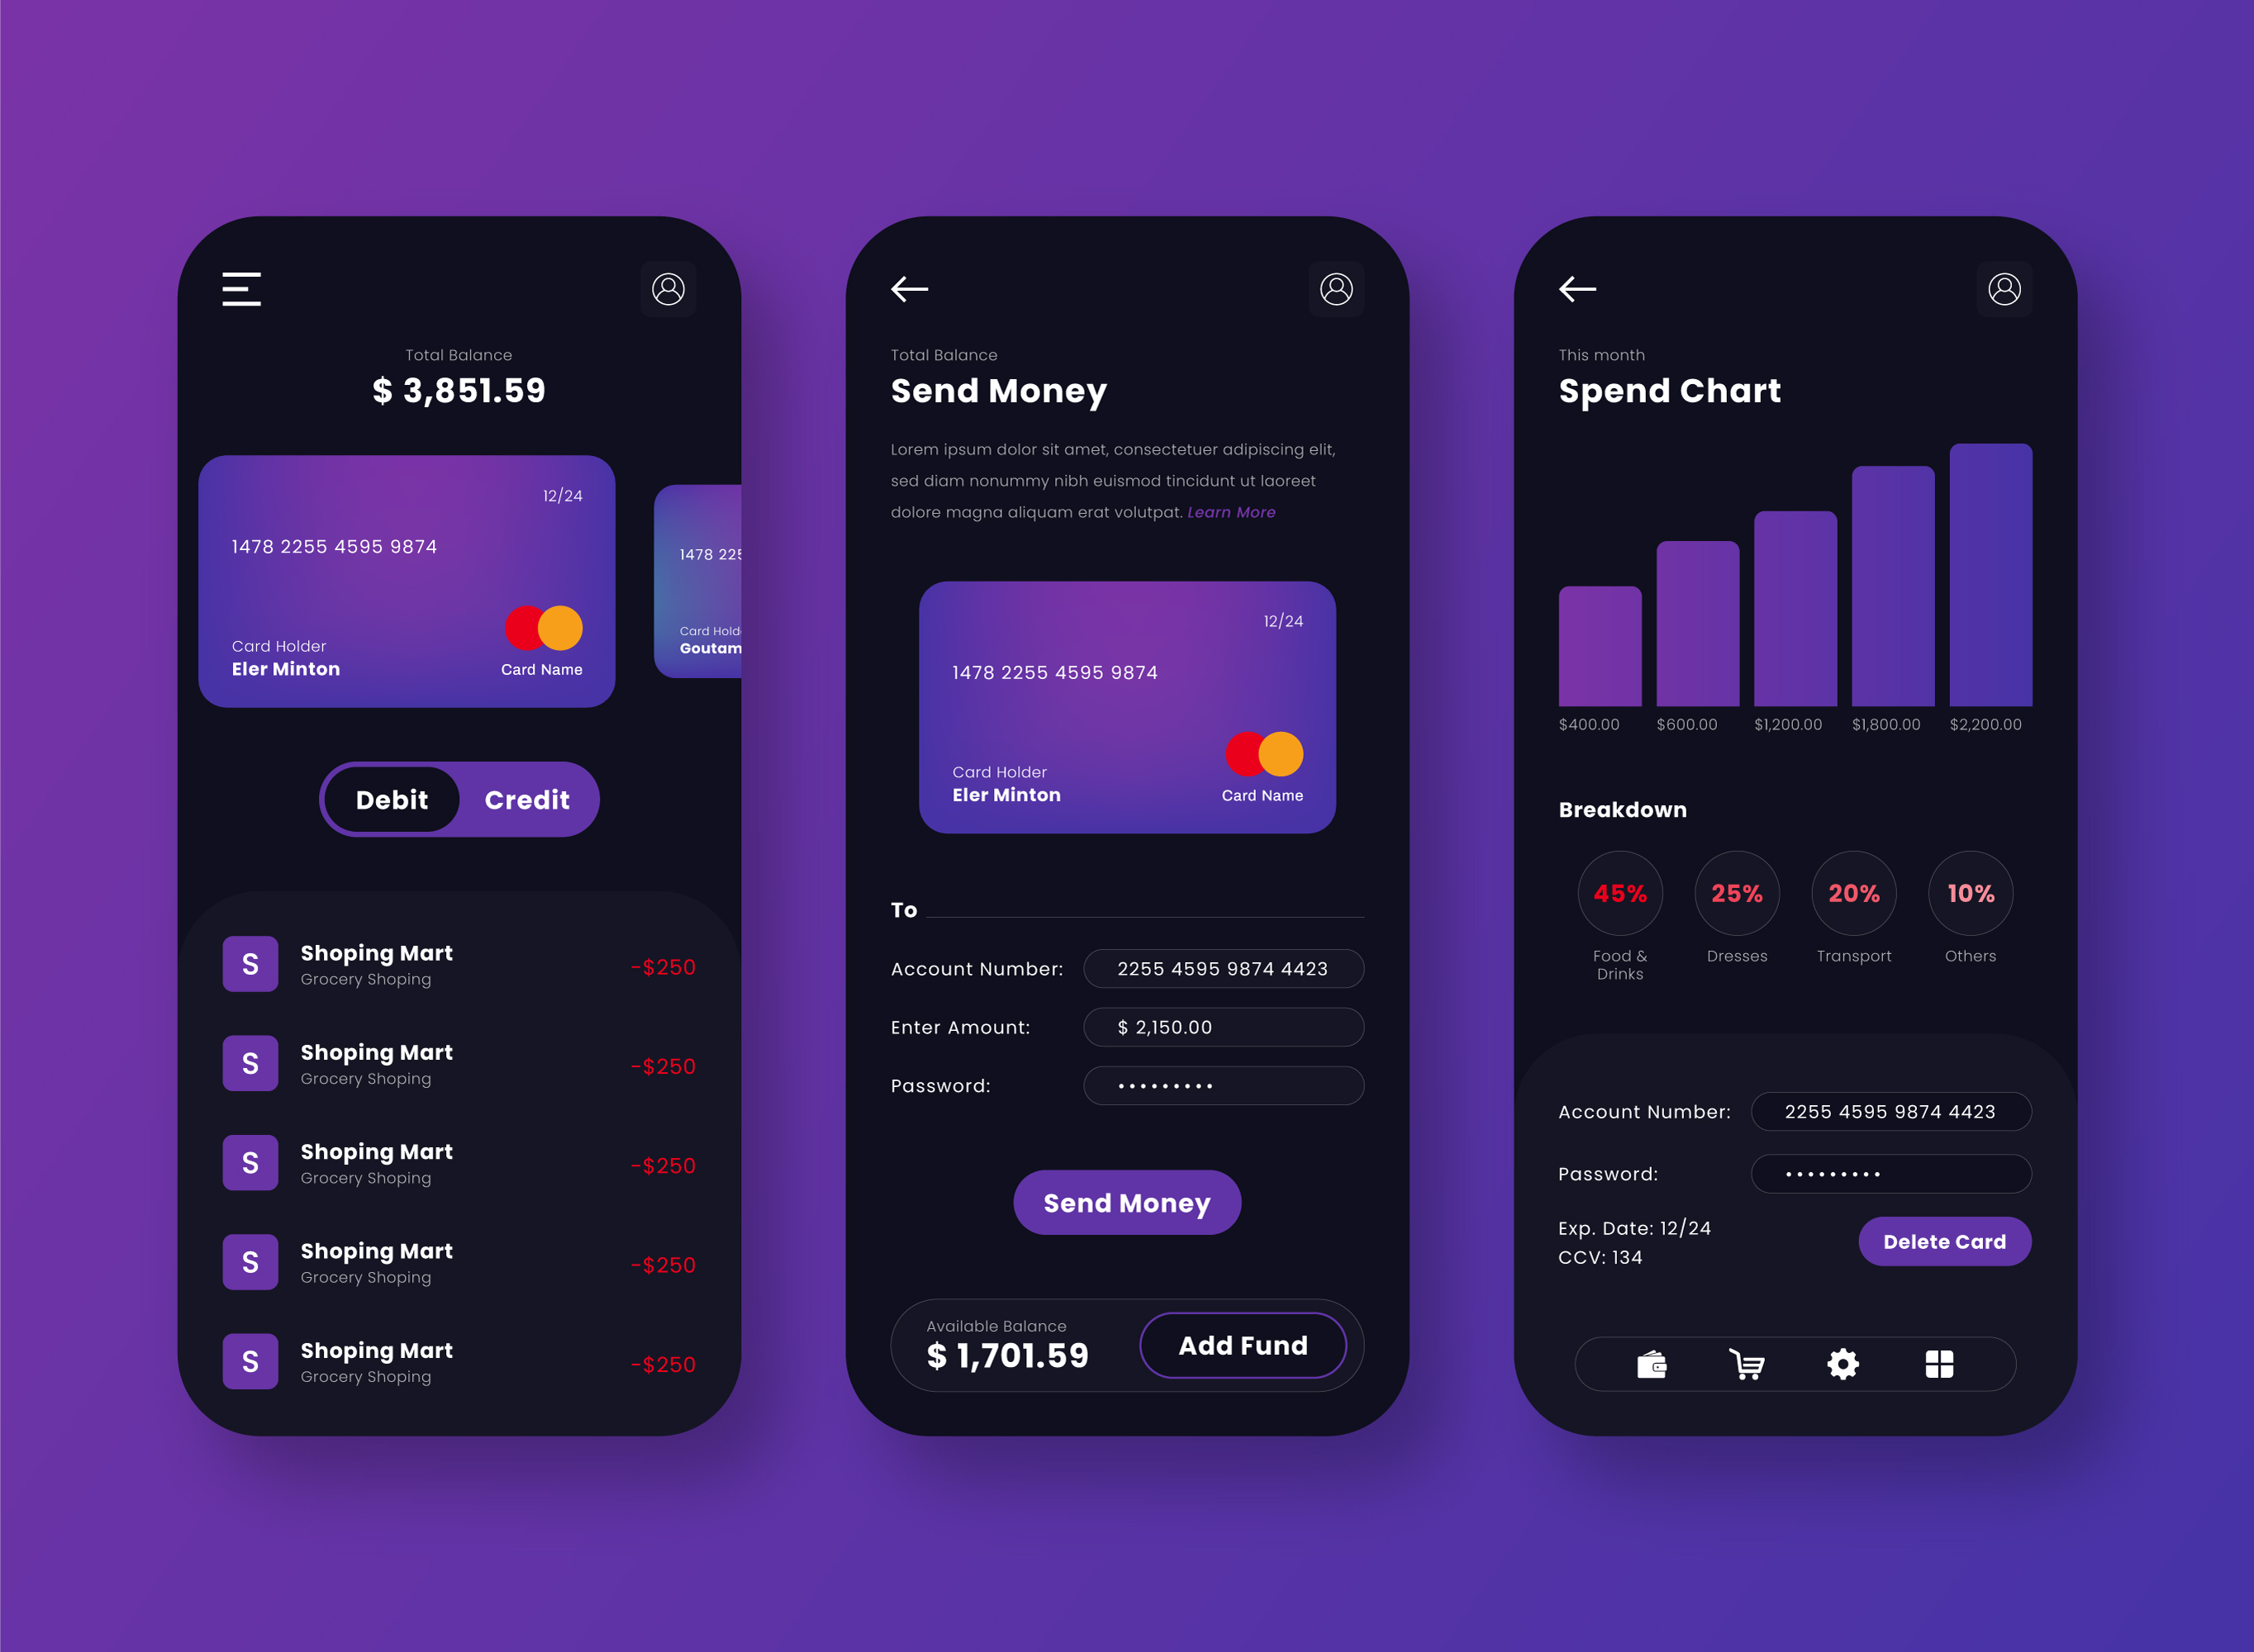 Total Balance
$ 3,851.59
12/24
1478 2255 4595 9874
Card Holder
Eler Minton
Card Name
1478 225
Card Hold
Goutam
Debit
Credit
S
Shoping Mart
Grocery Shoping
-$250
S
Shoping Mart
Grocery Shoping
-$250
S
Shoping Mart
Grocery Shoping
-$250
S
Shoping Mart
Grocery Shoping
-$250
S
Shoping Mart
Grocery Shoping
-$250
Total Balance
Send Money
Lorem ipsum dolor sit amet, consectetuer adipiscing elit,
sed diam nonummy nibh euismod tincidunt ut laoreet
dolore magna aliquam erat volutpat. Learn More
12/24
1478 2255 4595 9874
Card Holder
Eler Minton
Card Name
To
Account Number: 2255 4595 9874 4423
Enter Amount: $ 2,150.00
Password: •••••••••
Send Money
Available Balance
$ 1,701.59
Add Fund
This month
Spend Chart
$400.00 $600.00 $1,200.00 $1,800.00 $2,200.00
Breakdown
45% 25% 20% 10%
Food & Dresses Transport Others
Drinks
Account Number: 2255 4595 9874 4423
Password: •••••••••
Exp. Date: 12/24
CCV: 134
Delete Card